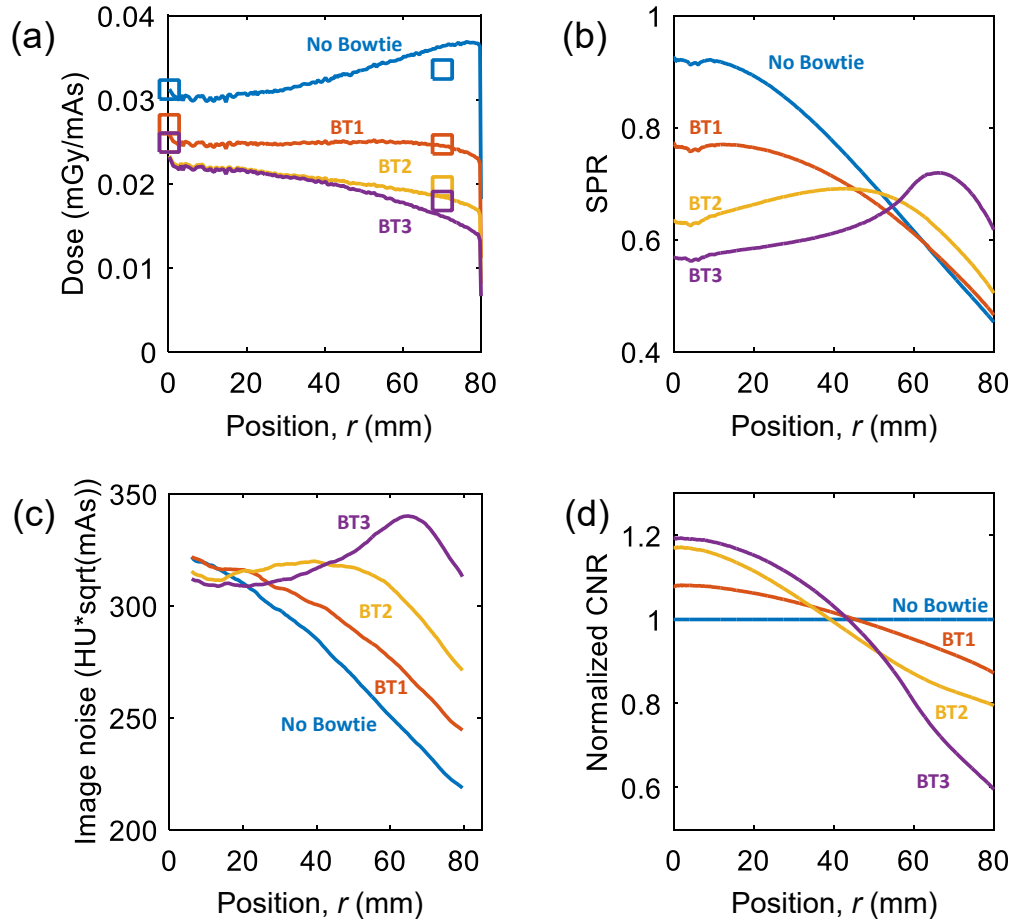 (a)
Dose (mGy/mAs)
0.04
0.03
0.02
0.01
0
No Bowtie
BT1
BT2
BT3
0 20 40 60 80
Position, r (mm)
(b)
SPR
1
0.8
0.6
0.4
No Bowtie
BT1
BT2
BT3
0 20 40 60 80
Position, r (mm)
(c)
Image noise (HU*sqrt(mAs))
350
300
250
200
BT3
BT2
BT1
No Bowtie
0 20 40 60 80
Position, r (mm)
(d)
Normalized CNR
1.2
1
0.8
0.6
No Bowtie
BT1
BT2
BT3
0 20 40 60 80
Position, r (mm)